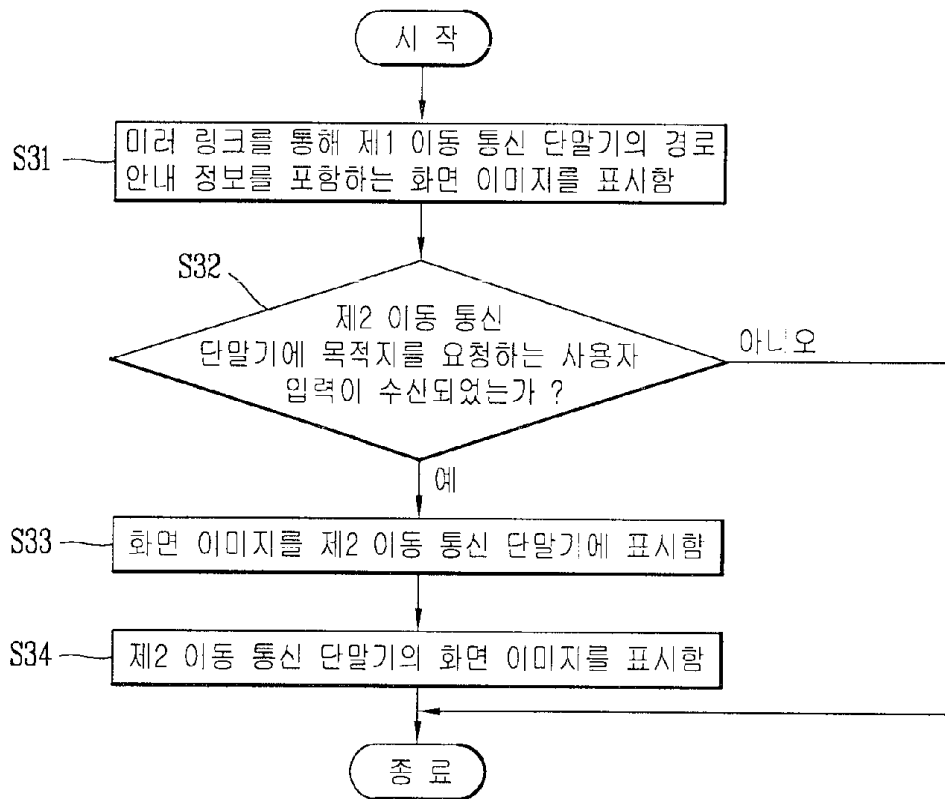 시 작
S31
미러 링크를 통해 제1 이동 통신 단말기의 경로
안내 정보를 포함하는 화면 이미지를 표시함
S32
제2 이동 통신
단말기에 목적지를 요청하는 사용자
입력이 수신되었는가 ?
아니오
예
S33
화면 이미지를 제2 이동 통신 단말기에 표시함
S34
제2 이동 통신 단말기의 화면 이미지를 표시함
종 료